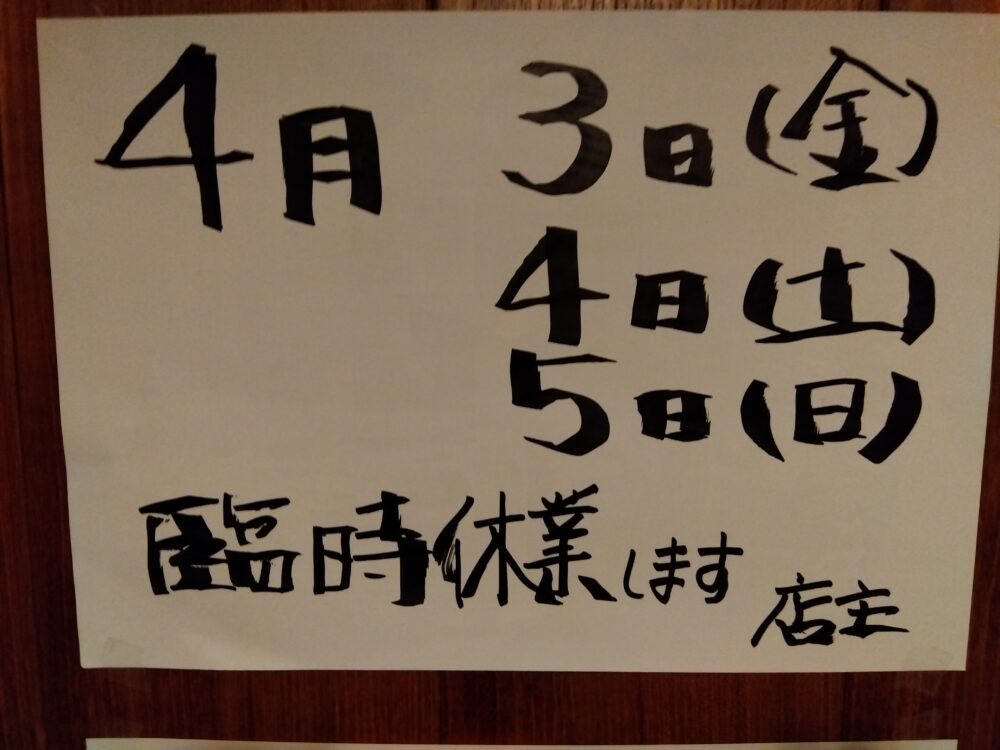 4月 3日(金)
4日(土)
5日(日)
臨時休業します
店主